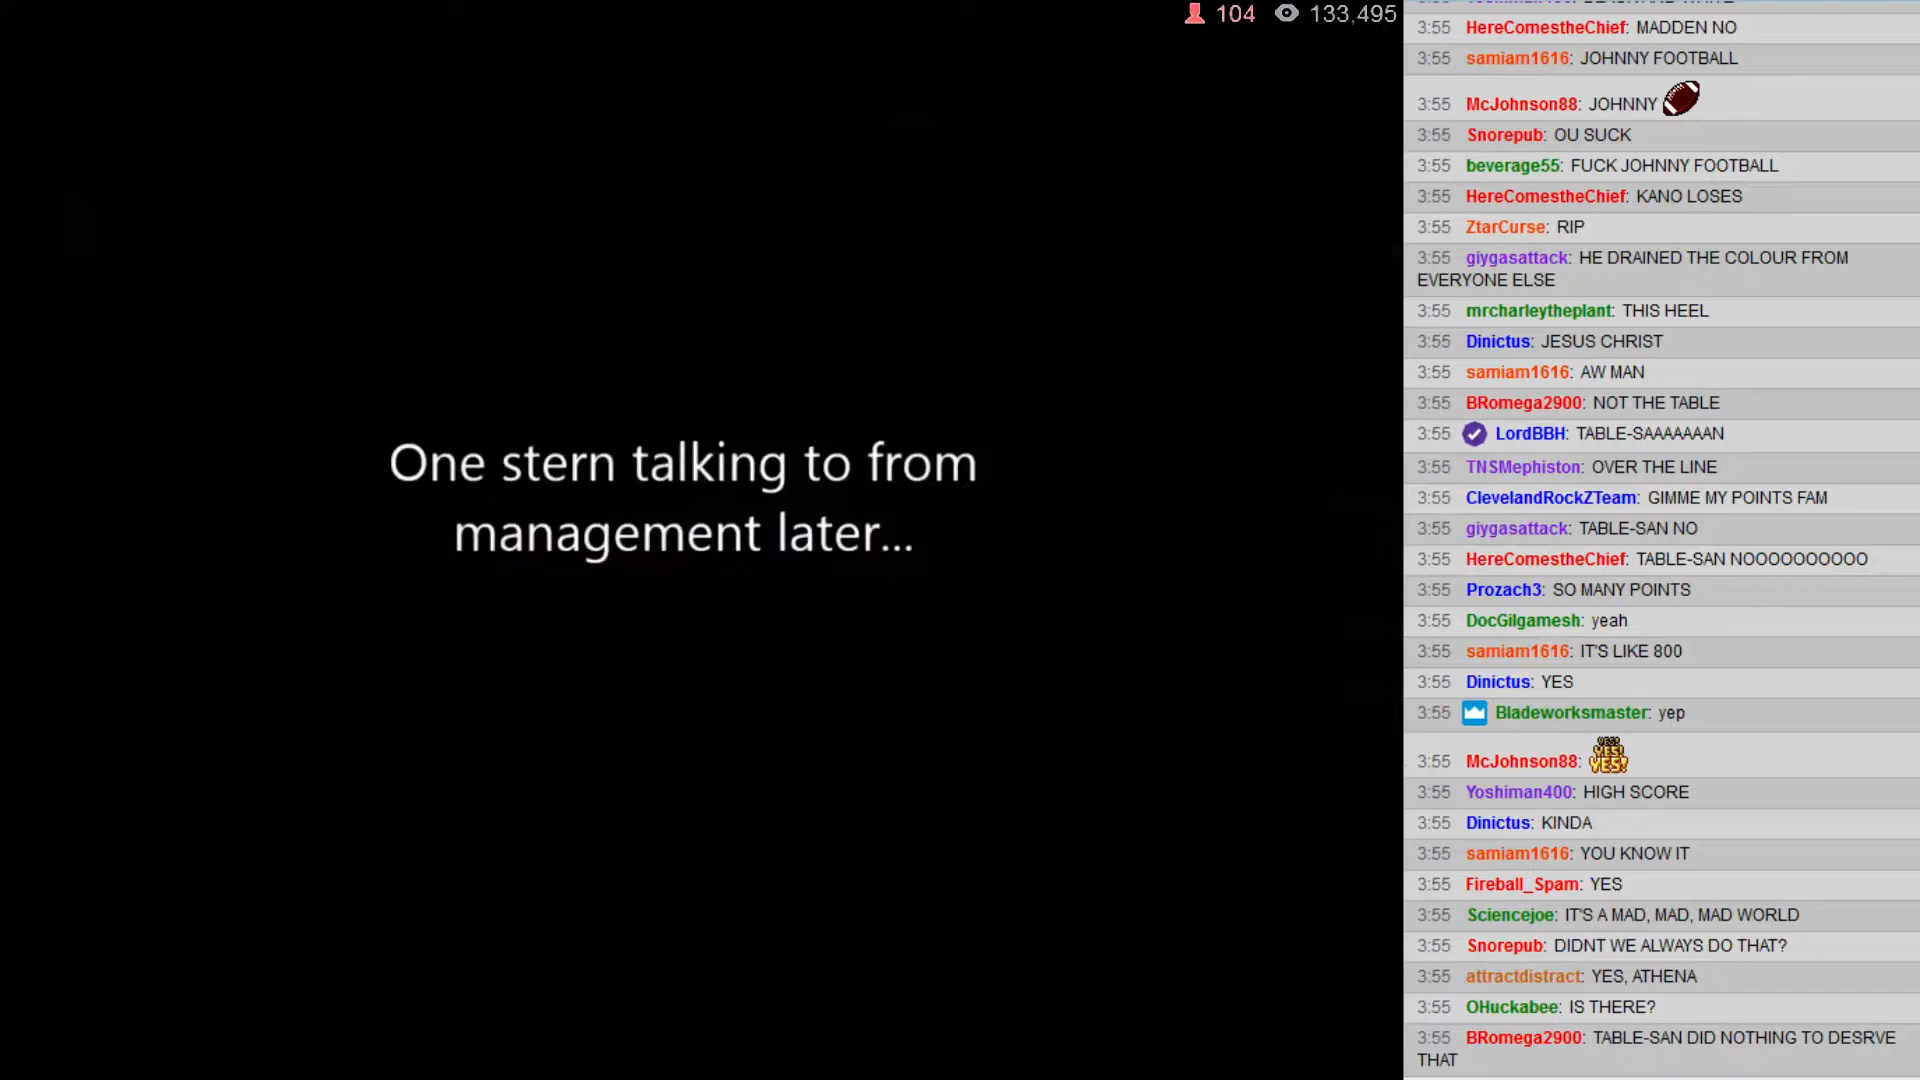 104 133,495
One stern talking to from
management later...
3:55 HereComestheChief: MADDEN NO
3:55 samiam1616: JOHNNY FOOTBALL
3:55 McJohnson88: JOHNNY
3:55 Snorepub: OU SUCK
3:55 beverage55: FUCK JOHNNY FOOTBALL
3:55 HereComestheChief: KANO LOSES
3:55 ZtarCurse: RIP
3:55 giygasattack: HE DRAINED THE COLOUR FROM
EVERYONE ELSE
3:55 mrcharleytheplant: THIS HEEL
3:55 Dinictus: JESUS CHRIST
3:55 samiam1616: AW MAN
3:55 BRomega2900: NOT THE TABLE
3:55 LordBBH: TABLE-SAAAAAAAN
3:55 TNSMephiston: OVER THE LINE
3:55 ClevelandRockZTeam: GIMME MY POINTS FAM
3:55 giygasattack: TABLE-SAN NO
3:55 HereComestheChief: TABLE-SAN NOOOOOOOOOO
3:55 Prozach3: SO MANY POINTS
3:55 DocGilgamesh: yeah
3:55 samiam1616: IT'S LIKE 800
3:55 Dinictus: YES
3:55 Bladeworksmaster: yep
3:55 McJohnson88: YES! YES! YES!
3:55 Yoshiman400: HIGH SCORE
3:55 Dinictus: KINDA
3:55 samiam1616: YOU KNOW IT
3:55 Fireball_Spam: YES
3:55 Sciencejoe: IT'S A MAD, MAD, MAD WORLD
3:55 Snorepub: DIDNT WE ALWAYS DO THAT?
3:55 attractdistract: YES, ATHENA
3:55 OHuckabee: IS THERE?
3:55 BRomega2900: TABLE-SAN DID NOTHING TO DESRVE
THAT